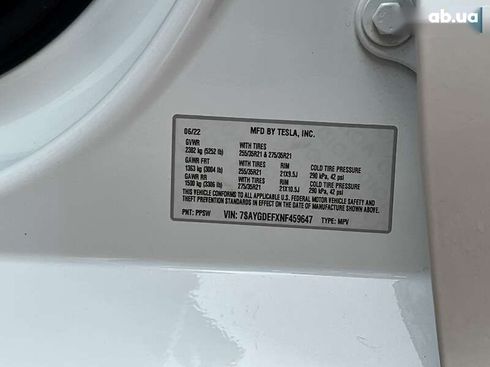 ab.ua
06/22 MFD BY TESLA, INC.
GVWR WITH TIRES
2382 kg (5252 lb) 255/35R21 & 275/35R21
GAWR FRT WITH TIRES RIM COLD TIRE PRESSURE
1363 kg (3004 lb) 255/35R21 21X9.5J 290 kPa, 42 psi
GAWR RR WITH TIRES RIM COLD TIRE PRESSURE
1500 kg (3306 lb) 275/35R21 21X10.5J 290 kPa, 42 psi
THIS VEHICLE CONFORMS TO ALL APPLICABLE U.S. FEDERAL MOTOR VEHICLE SAFETY AND
THEFT PREVENTION STANDARDS IN EFFECT ON THE DATE OF MANUFACTURE SHOWN ABOVE.
PNT: PPSW VIN: 7SAYGDEFXNF459647 TYPE: MPV